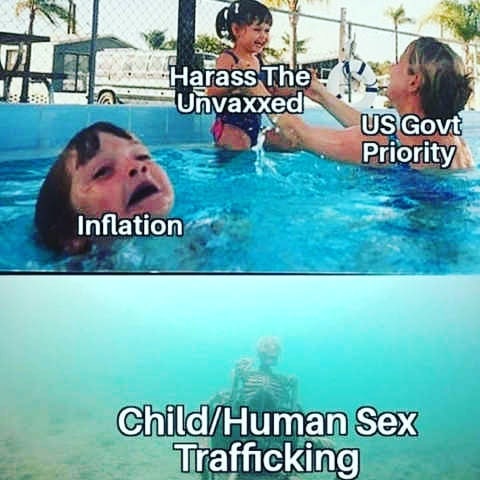 Harass The
Unvaxxed
US Govt
Priority
Inflation
Child/Human Sex
Trafficking